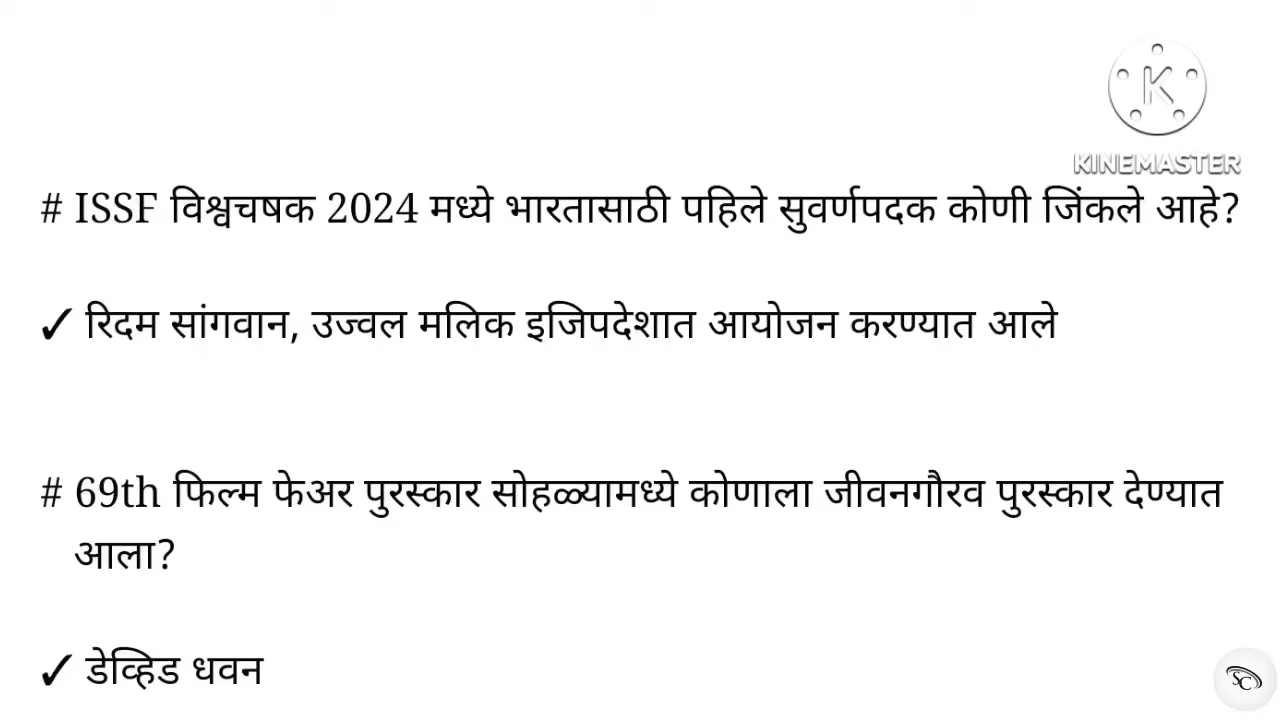 K
KINEMASTER
# ISSF विश्वचषक 2024 मध्ये भारतासाठी पहिले सुवर्णपदक कोणी जिंकले आहे?
✓ रिदम सांगवान, उज्वल मलिक इजिपदेशात आयोजन करण्यात आले
# 69th फिल्म फेअर पुरस्कार सोहळ्यामध्ये कोणाला जीवनगौरव पुरस्कार देण्यात
आला?
✓ डेव्हिड धवन
SC